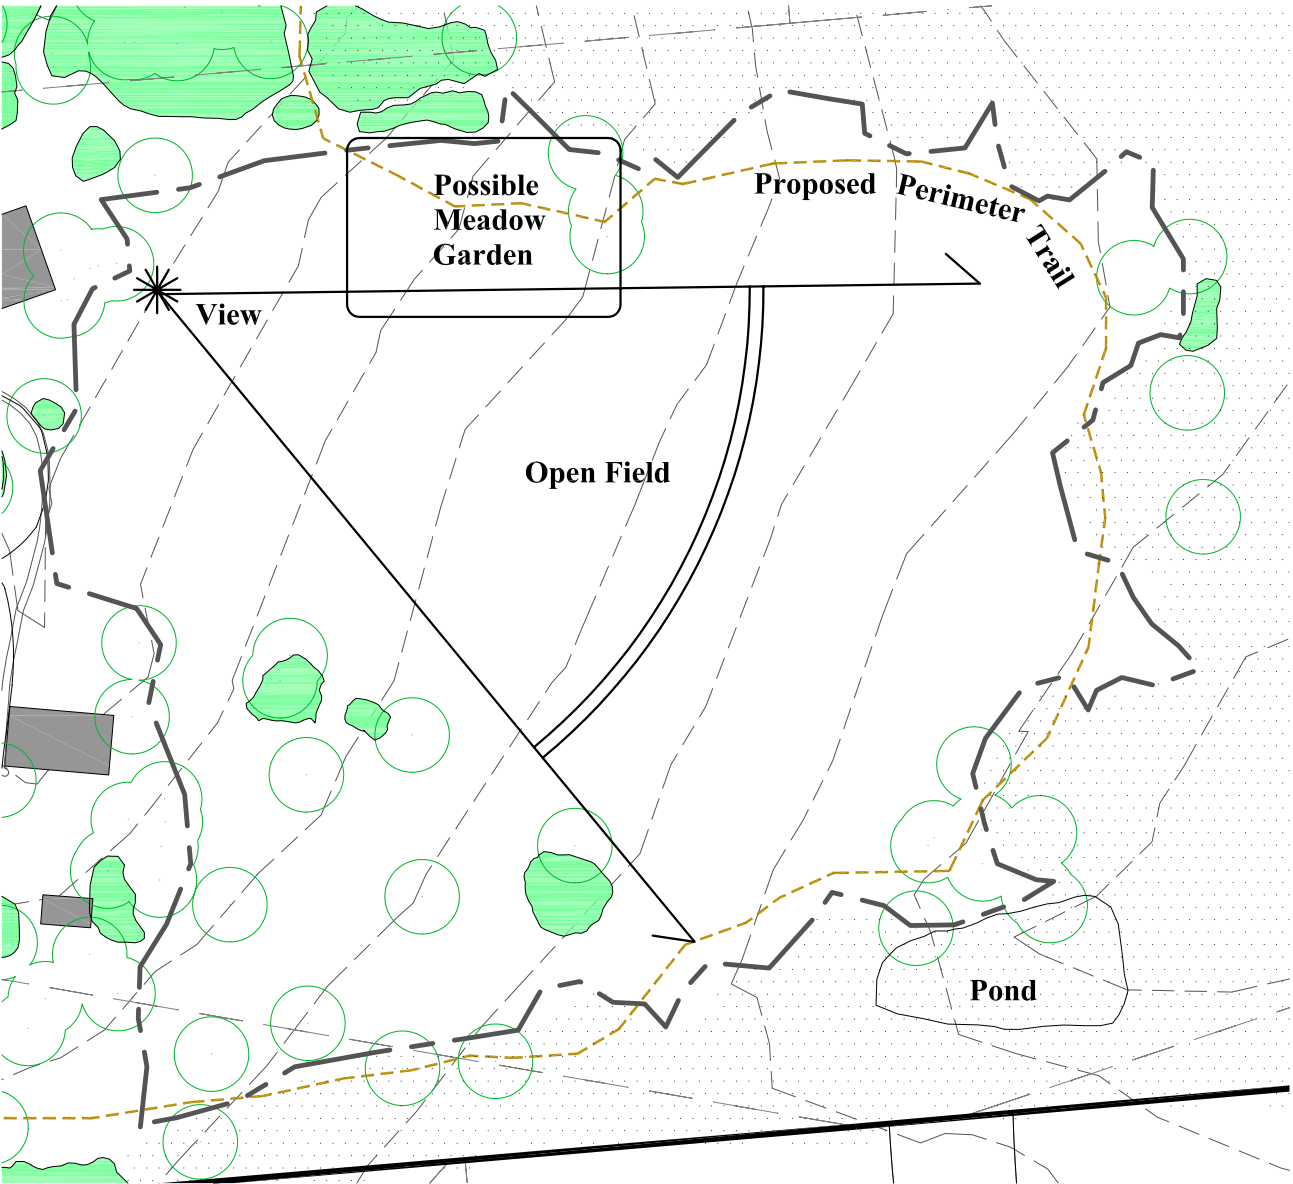 Possible
Meadow
Garden
Proposed Perimeter Trail
View
Open Field
Pond